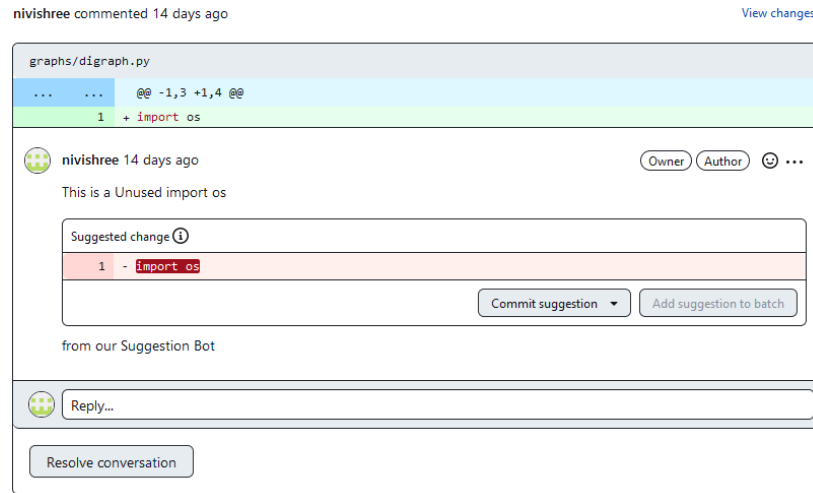 nivishree commented 14 days ago View changes
graphs/digraph.py
... ... @@ -1,3 +1,4 @@
1 + import os
nivishree 14 days ago Owner Author ...
This is a Unused import os
Suggested change
1 - import os
Commit suggestion Add suggestion to batch
from our Suggestion Bot
Reply...
Resolve conversation